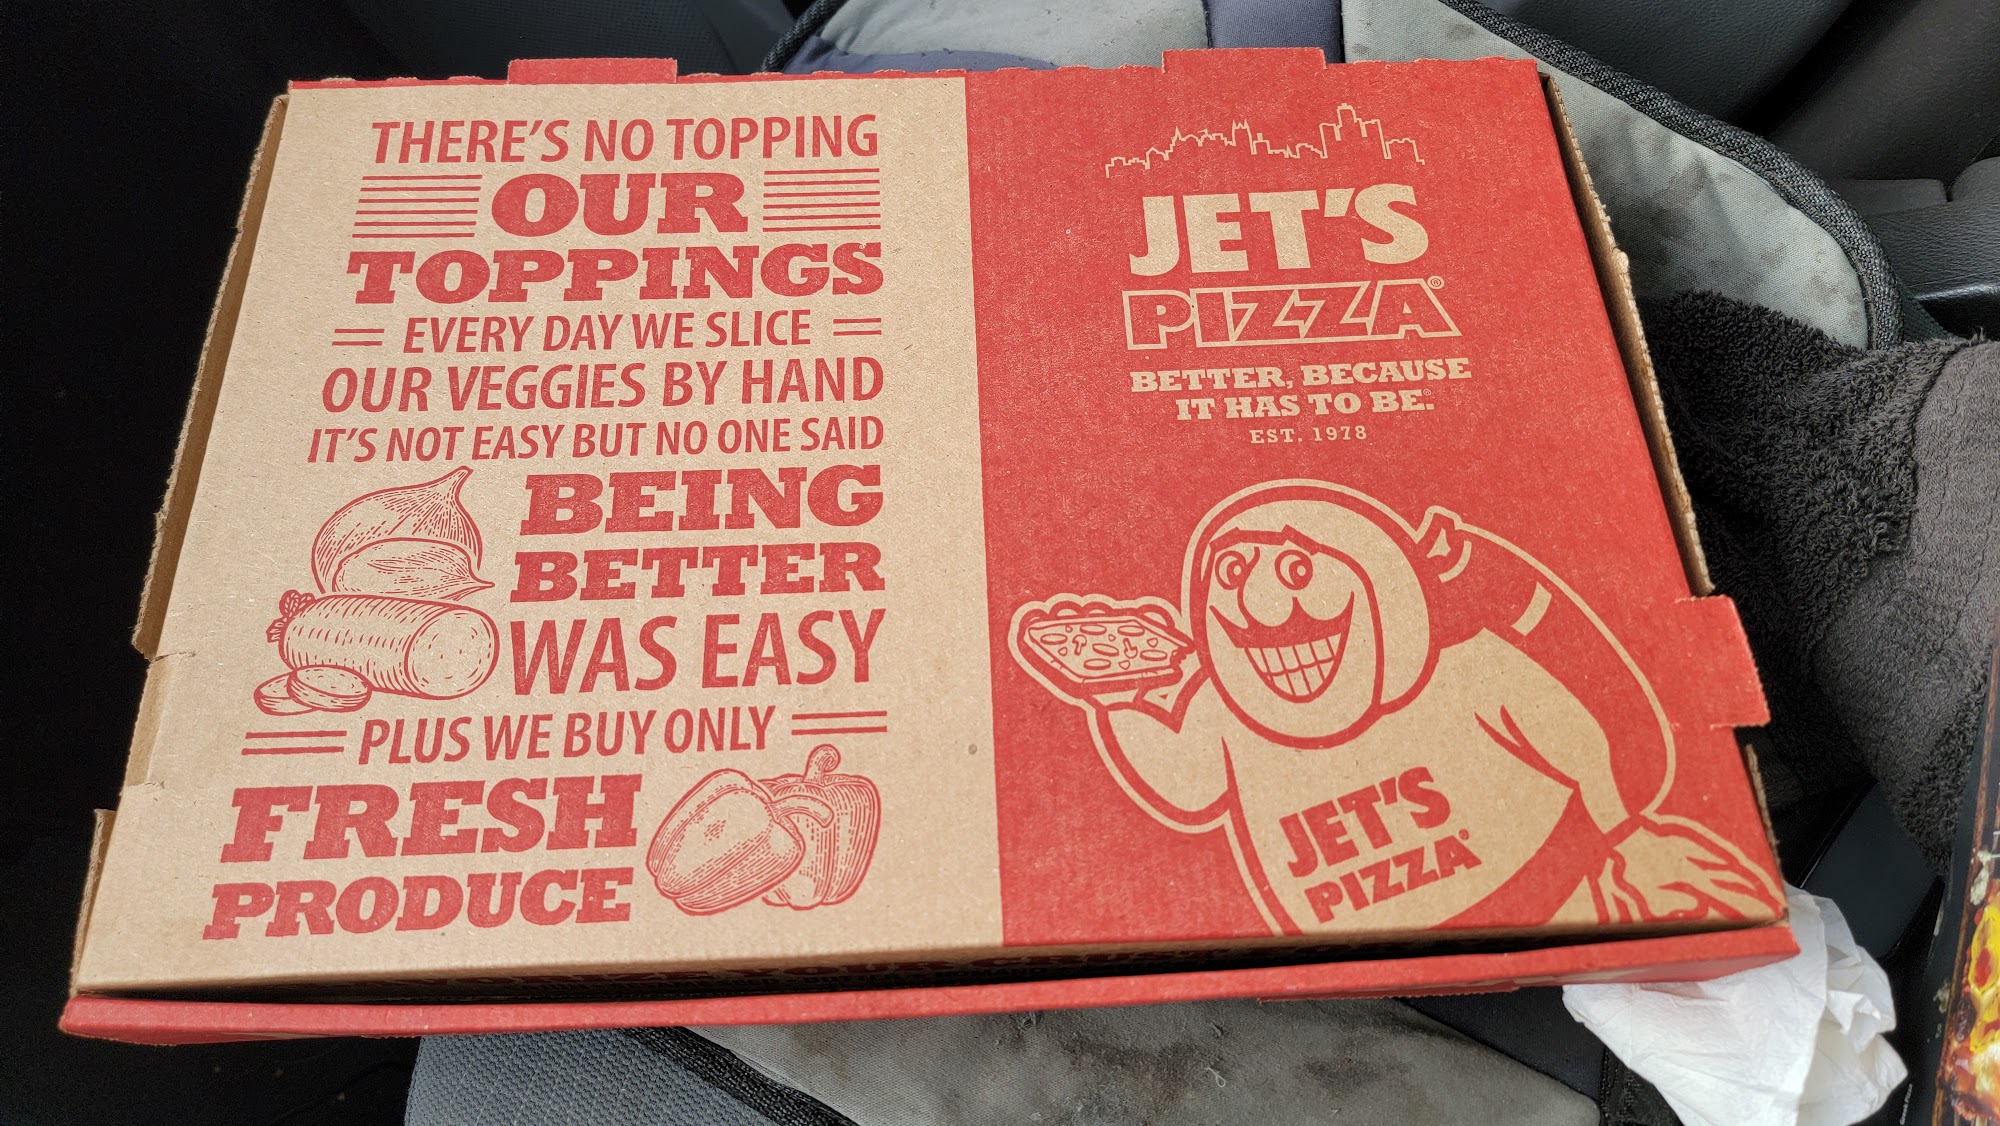 THERE'S NO TOPPING
OUR
TOPPINGS
EVERY DAY WE SLICE
OUR VEGGIES BY HAND
IT'S NOT EASY BUT NO ONE SAID
BEING
BETTER
WAS EASY
PLUS WE BUY ONLY
FRESH
PRODUCE
JET'S
PIZZA®
BETTER, BECAUSE
IT HAS TO BE.®
EST. 1978
JET'S
PIZZA®
YOUR CRUST